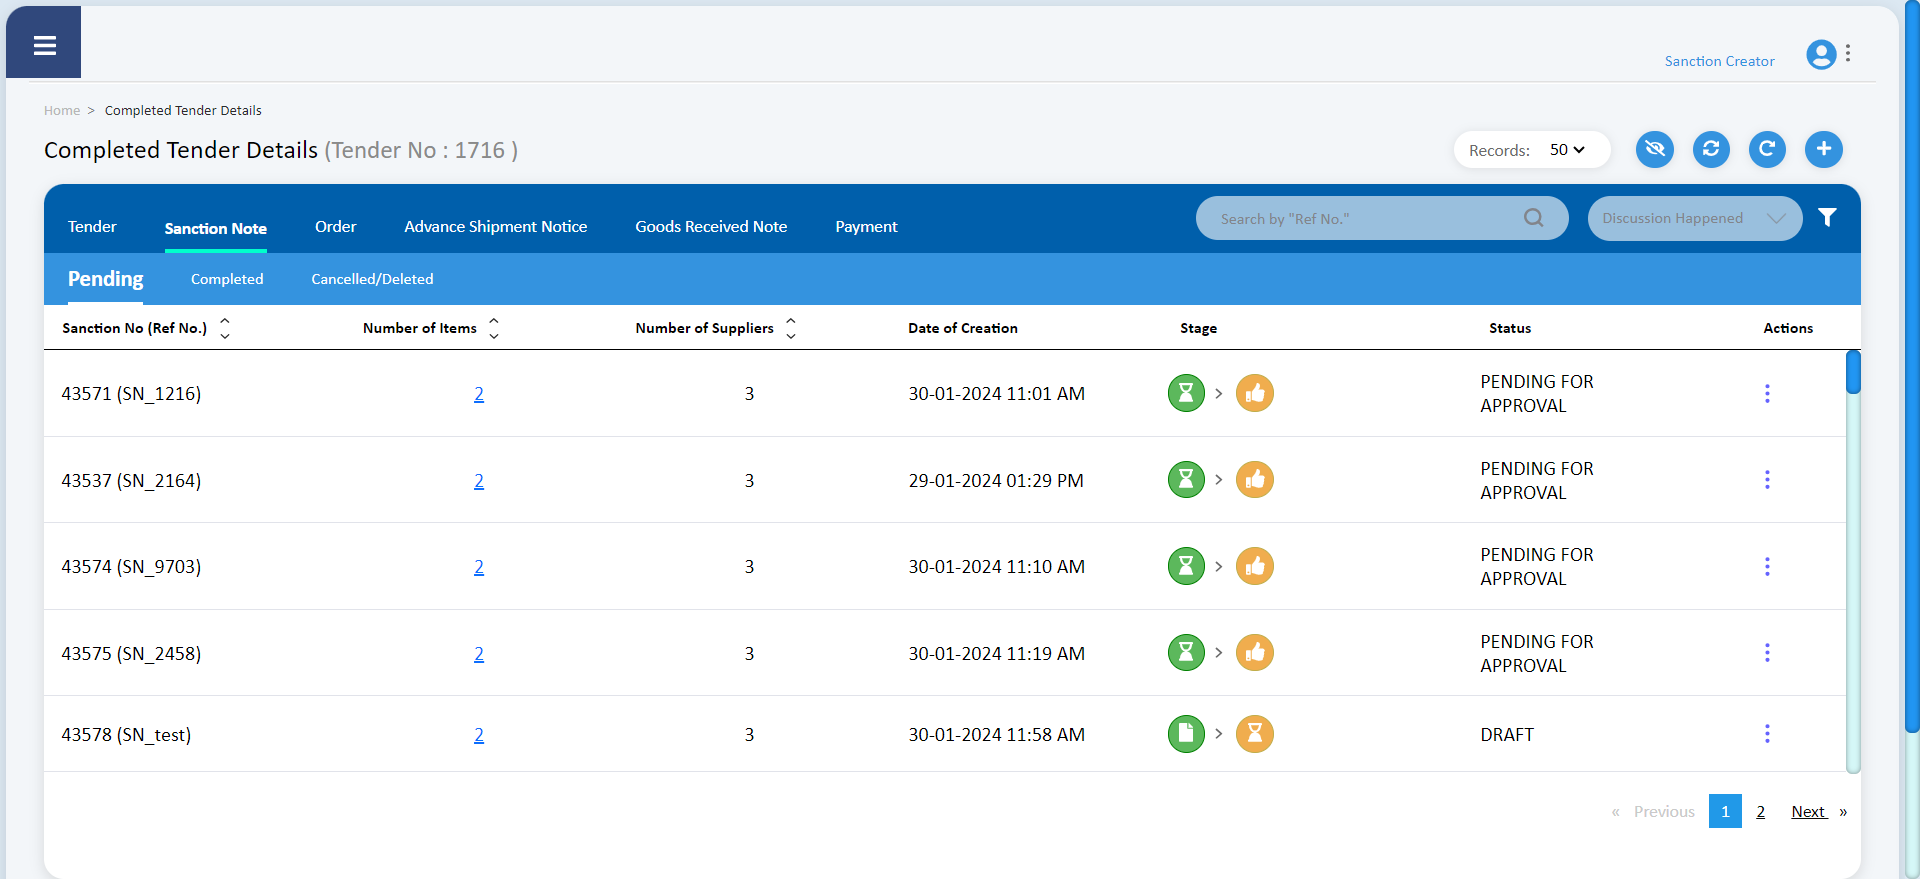 Sanction Creator
Home > Completed Tender Details
Completed Tender Details (Tender No : 1716 )
Records: 50
Tender Sanction Note Order Advance Shipment Notice Goods Received Note Payment Search by "Ref No." Discussion Happened
Pending Completed Cancelled/Deleted
Sanction No (Ref No.) Number of Items Number of Suppliers Date of Creation Stage Status Actions
43571 (SN_1216) 2 3 30-01-2024 11:01 AM > PENDING FOR
APPROVAL
43537 (SN_2164) 2 3 29-01-2024 01:29 PM > PENDING FOR
APPROVAL
43574 (SN_9703) 2 3 30-01-2024 11:10 AM > PENDING FOR
APPROVAL
43575 (SN_2458) 2 3 30-01-2024 11:19 AM > PENDING FOR
APPROVAL
43578 (SN_test) 2 3 30-01-2024 11:58 AM > DRAFT
« Previous 1 2 Next »